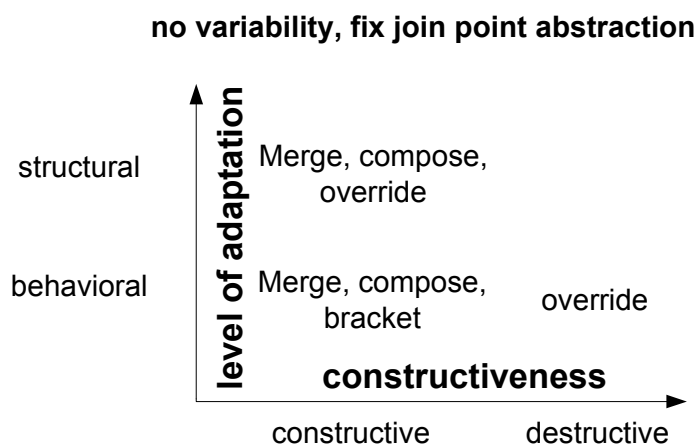 no variability, fix join point abstraction
level of adaptation
structural
Merge, compose,
override
behavioral
Merge, compose,
bracket
override
constructiveness
constructive
destructive